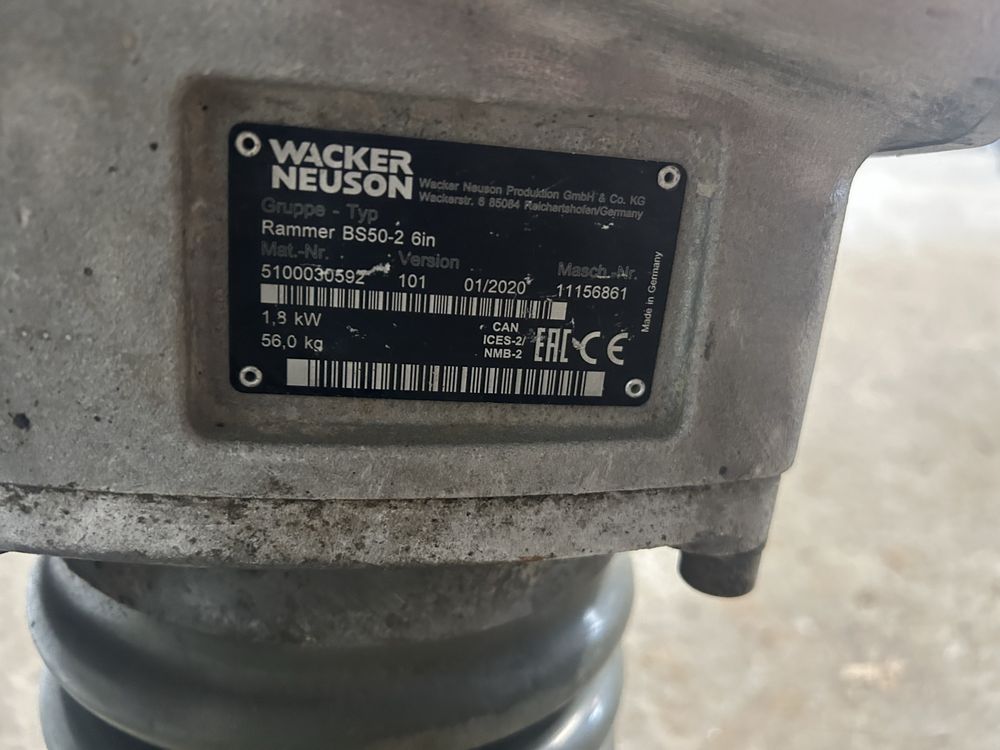 WACKER
NEUSON
Wacker Neuson Produktion GmbH & Co. KG
Wackerstr. 6 85084 Reichertshofen/Germany
Gruppe - Typ
Rammer BS50-2 6in
Mat.-Nr. Version Masch.-Nr.
5100030592 101 01/2020 11156861
1,8 kW
56,0 kg
CAN
ICES-2/
NMB-2
EAC CE
Made in Germany